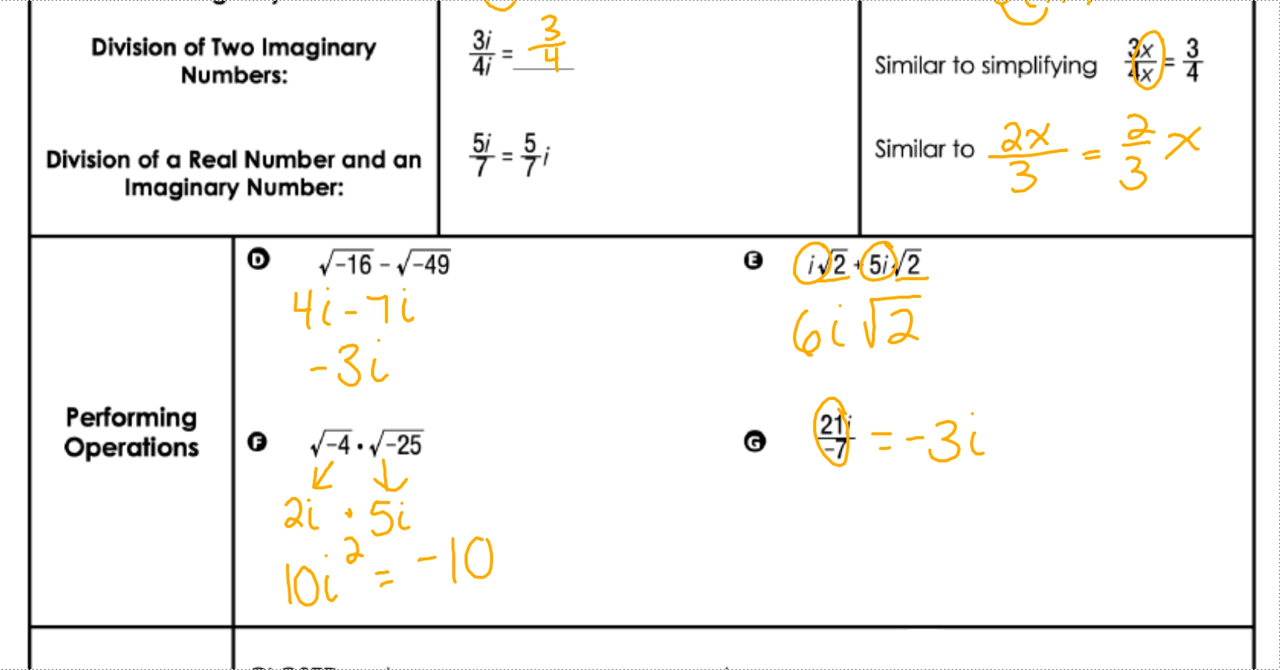 Division of Two Imaginary
Numbers:
3i/4i = 3/4
Similar to simplifying 3x/4x = 3/4
Division of a Real Number and an
Imaginary Number:
5i/7 = 5/7 i
Similar to 2x/3 = 2/3 x
Performing
Operations
D √-16 - √-49
4i - 7i
-3i
E i√2 + 5i√2
6i√2
F √-4 · √-25
2i · 5i
10i² = -10
G 21i/-7 = -3i